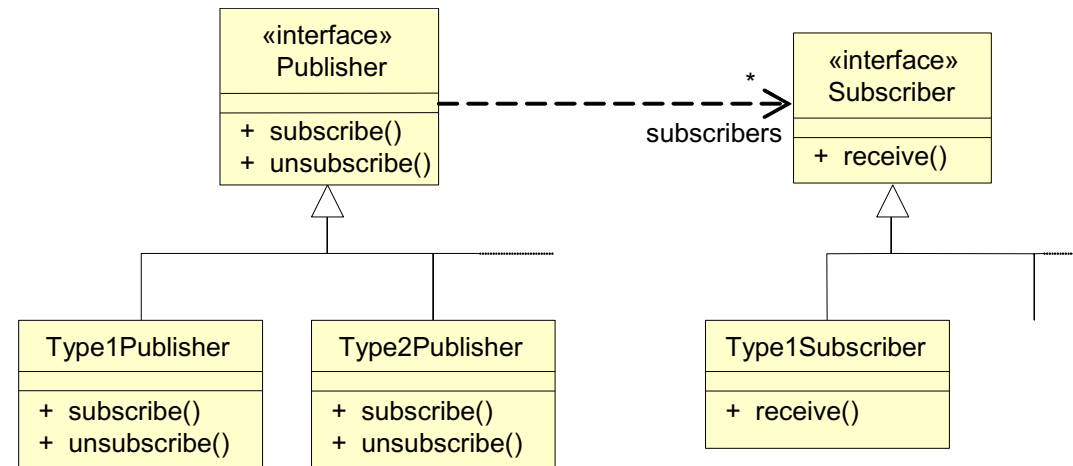 «interface»
Publisher
+ subscribe()
+ unsubscribe()
*
subscribers
«interface»
Subscriber
+ receive()
Type1Publisher
+ subscribe()
+ unsubscribe()
Type2Publisher
+ subscribe()
+ unsubscribe()
Type1Subscriber
+ receive()